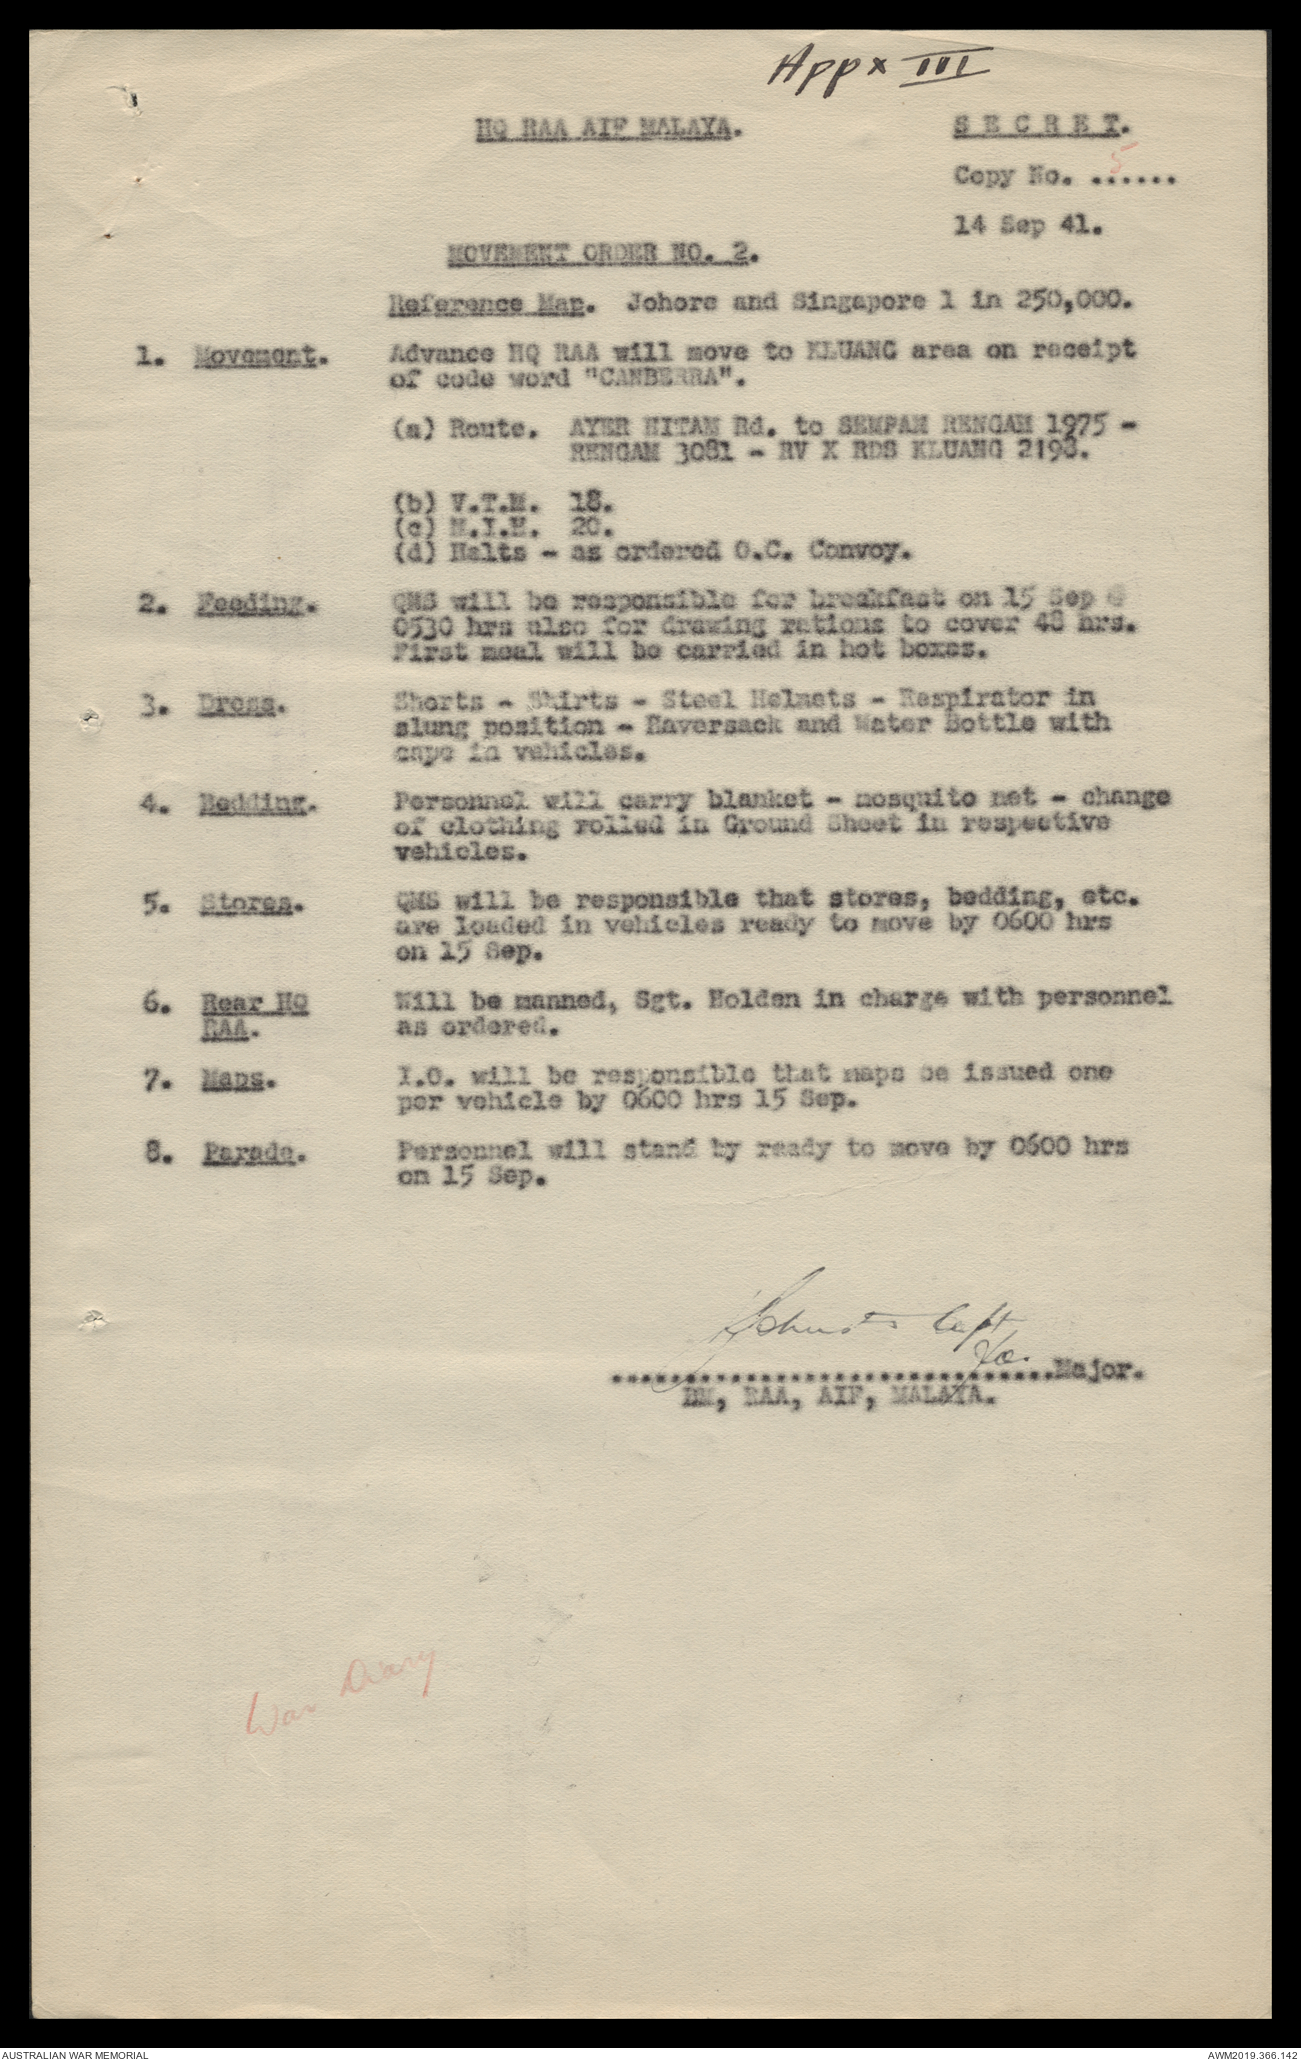 Appx III
HQ RAA AIF MALAYA.
S E C R E T.
Copy No. ...5...
14 Sep 41.
MOVEMENT ORDER NO. 2.
Reference Map. Johore and Singapore 1 in 250,000.
1. Movement. Advance HQ RAA will move to KLUANG area on receipt
of code word "CANBERRA".
(a) Route. AYER HITAM Rd. to SEMPAM RENGAM 1975 -
RENGAM 3081 - RV X RDS KLUANG 2198.
(b) V.T.M. 18.
(c) M.I.H. 20.
(d) Halts - as ordered O.C. Convoy.
2. Feeding. QMS will be responsible for breakfast on 15 Sep @
0530 hrs also for drawing rations to cover 48 hrs.
First meal will be carried in hot boxes.
3. Dress. Shorts - Shirts - Steel Helmets - Respirator in
slung position - Haversack and Water Bottle with
cape in vehicles.
4. Bedding. Personnel will carry blanket - mosquito net - change
of clothing rolled in Ground Sheet in respective
vehicles.
5. Stores. QMS will be responsible that stores, bedding, etc.
are loaded in vehicles ready to move by 0600 hrs
on 15 Sep.
6. Rear HQ Will be manned, Sgt. Holden in charge with personnel
RAA. as ordered.
7. Maps. I.O. will be responsible that maps be issued one
per vehicle by 0600 hrs 15 Sep.
8. Parade. Personnel will stand by ready to move by 0600 hrs
on 15 Sep.
Capt
for
..............................Major.
BM, RAA, AIF, MALAYA.
War Diary
AUSTRALIAN WAR MEMORIAL
AWM2019.366.142